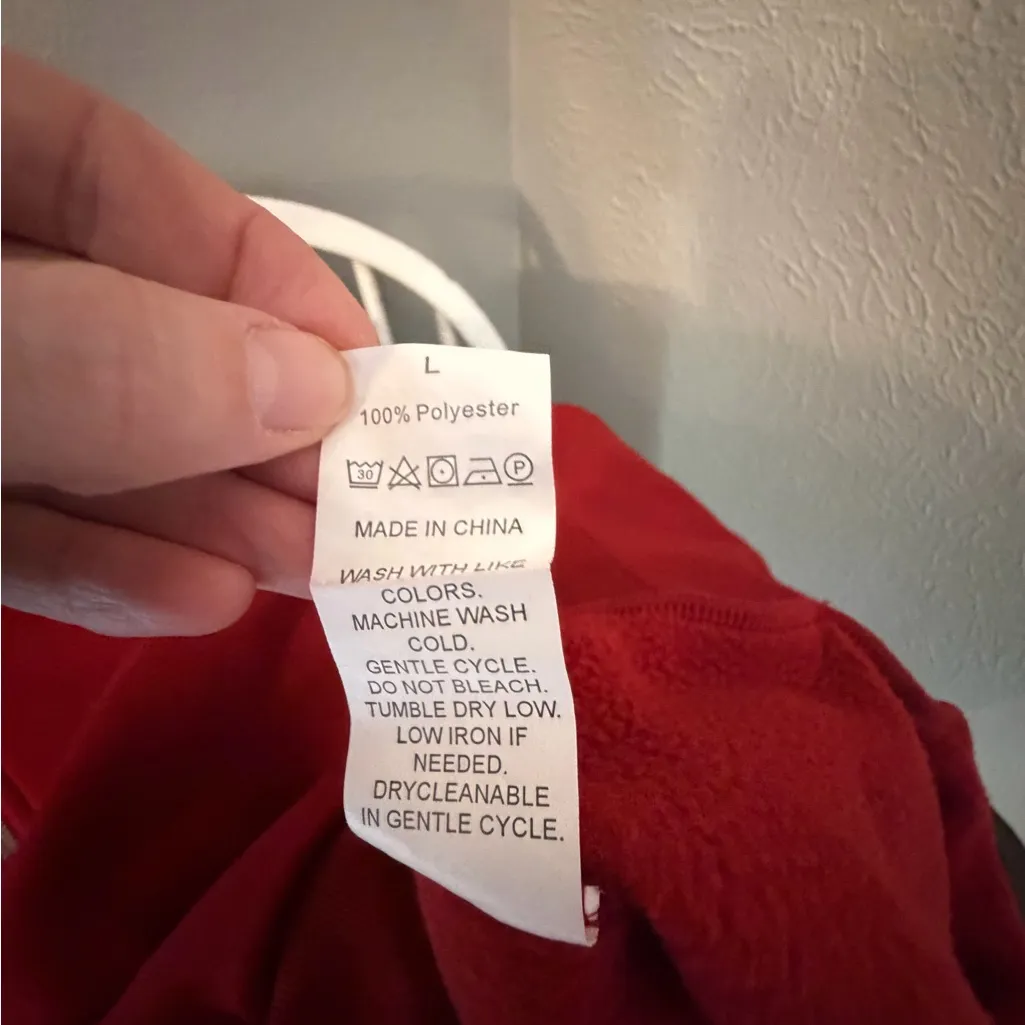 L
100% Polyester
30 P
MADE IN CHINA
WASH WITH LIKE
COLORS.
MACHINE WASH
COLD.
GENTLE CYCLE.
DO NOT BLEACH.
TUMBLE DRY LOW.
LOW IRON IF
NEEDED.
DRYCLEANABLE
IN GENTLE CYCLE.